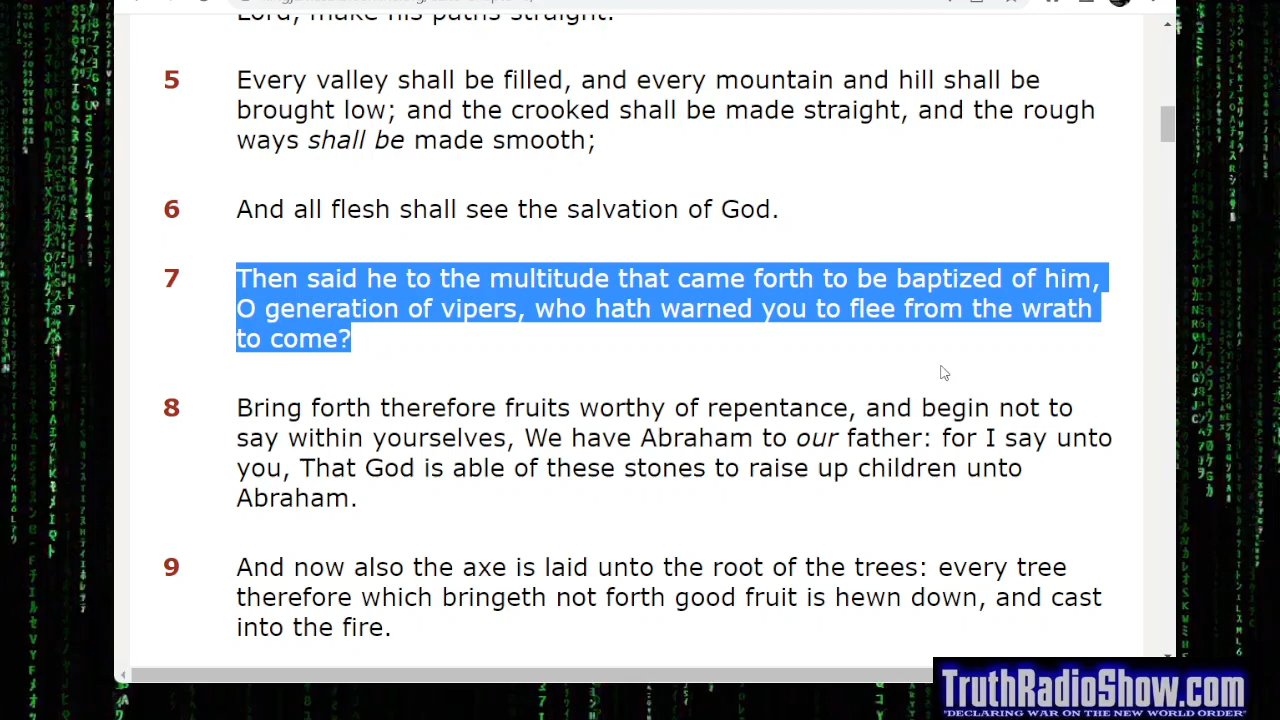 Lord, make his paths straight.
5 Every valley shall be filled, and every mountain and hill shall be
brought low; and the crooked shall be made straight, and the rough
ways shall be made smooth;
6 And all flesh shall see the salvation of God.
7 Then said he to the multitude that came forth to be baptized of him,
O generation of vipers, who hath warned you to flee from the wrath
to come?
8 Bring forth therefore fruits worthy of repentance, and begin not to
say within yourselves, We have Abraham to our father: for I say unto
you, That God is able of these stones to raise up children unto
Abraham.
9 And now also the axe is laid unto the root of the trees: every tree
therefore which bringeth not forth good fruit is hewn down, and cast
into the fire.
TruthRadioShow.com
"DECLARING WAR ON THE NEW WORLD ORDER"